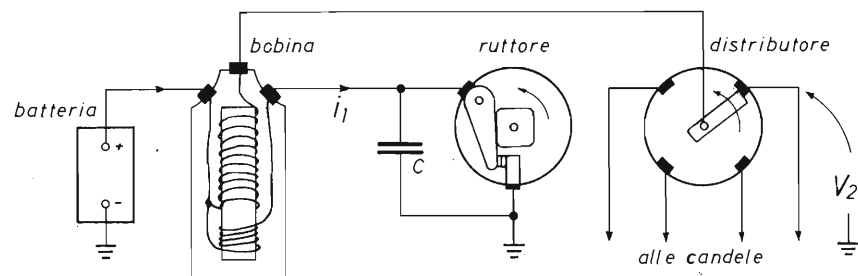 bobina
ruttore
distributore
batteria
i1
+
C
-
V2
alle candele